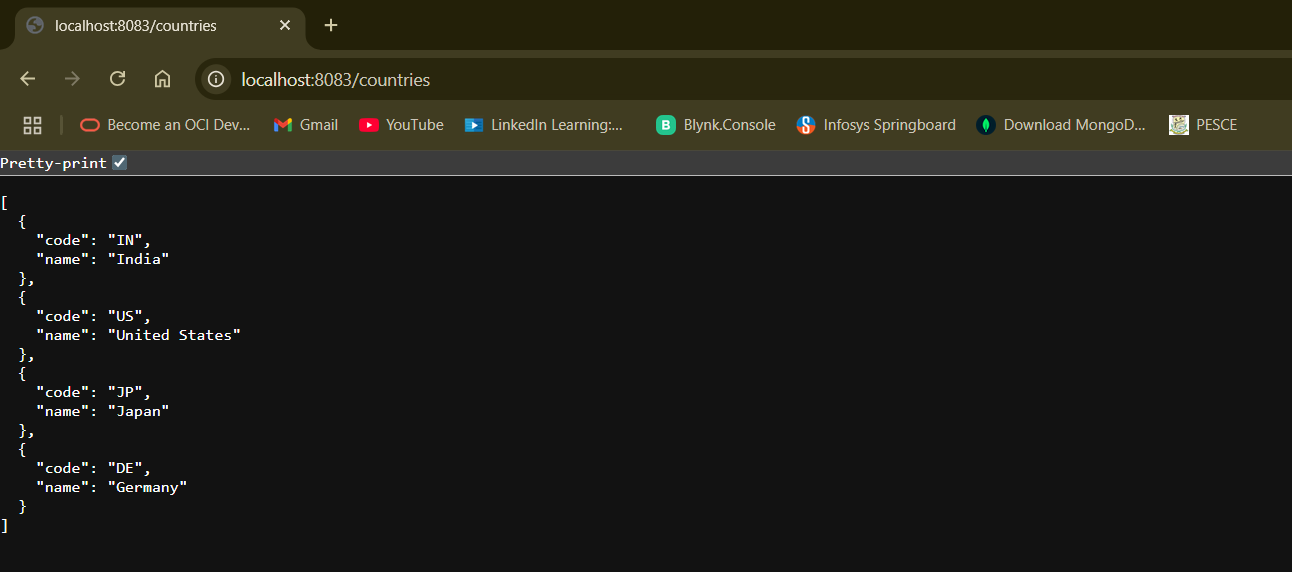 localhost:8083/countries
localhost:8083/countries
Become an OCI Dev... Gmail YouTube LinkedIn Learning:... B Blynk.Console Infosys Springboard Download MongoD... PESCE
Pretty-print
[
  {
    "code": "IN",
    "name": "India"
  },
  {
    "code": "US",
    "name": "United States"
  },
  {
    "code": "JP",
    "name": "Japan"
  },
  {
    "code": "DE",
    "name": "Germany"
  }
]